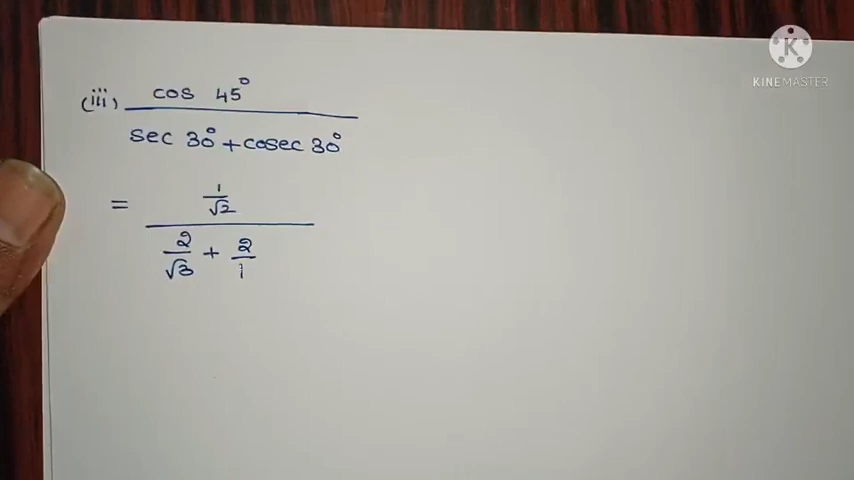 K
KINEMASTER
(iii) cos 45°
sec 30° + cosec 30°
= 1
√2
2 + 2
√3 1